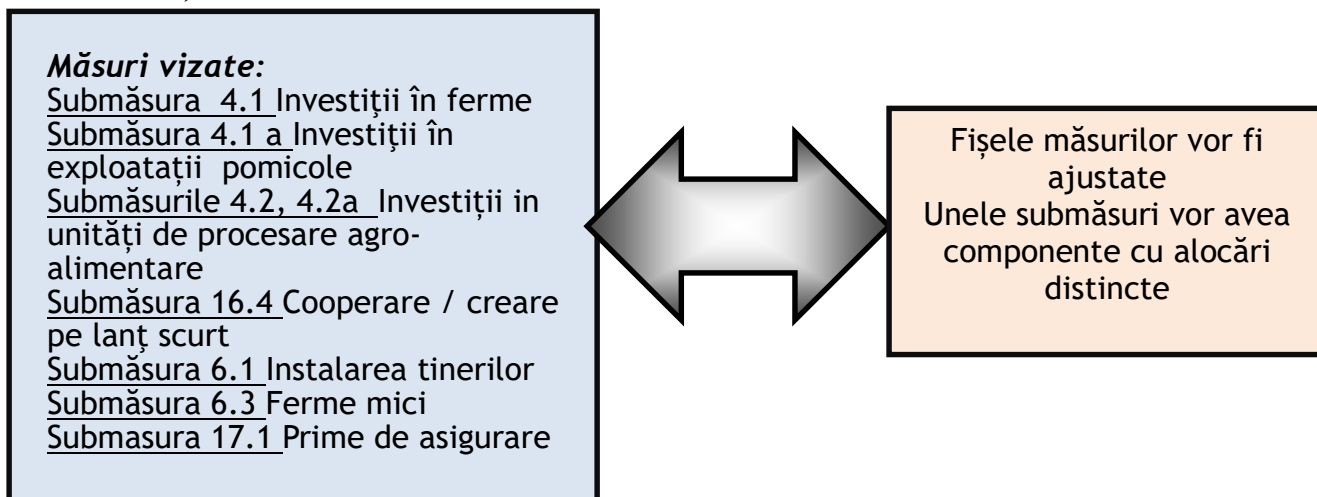 Măsuri vizate:
Submăsura 4.1 Investiţii în ferme
Submăsura 4.1 a Investiţii în
exploatații pomicole
Submăsurile 4.2, 4.2a Investiții in
unități de procesare agro-
alimentare
Submăsura 16.4 Cooperare / creare
pe lanţ scurt
Submăsura 6.1 Instalarea tinerilor
Submăsura 6.3 Ferme mici
Submasura 17.1 Prime de asigurare
Fișele măsurilor vor fi
ajustate
Unele submăsuri vor avea
componente cu alocări
distincte